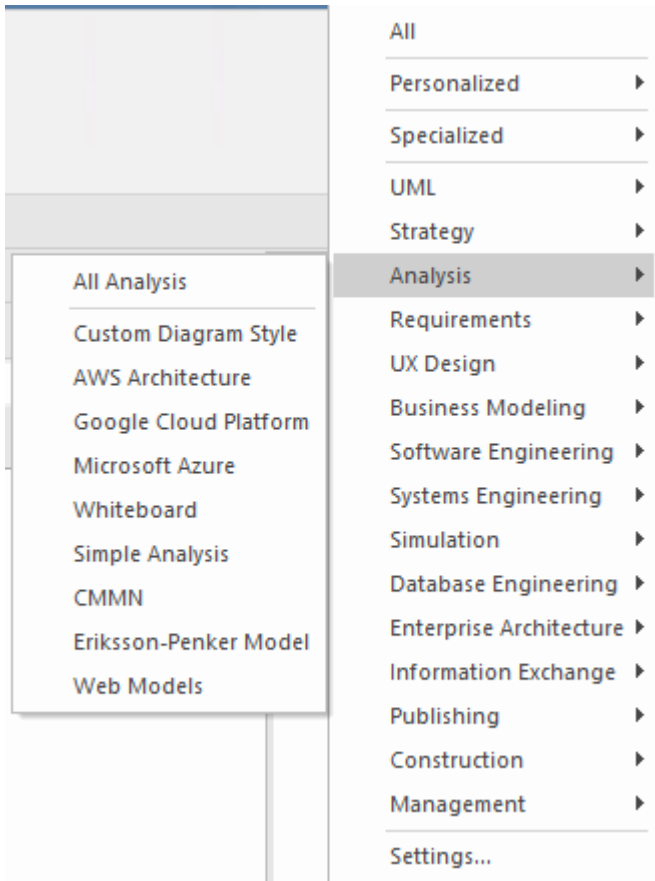 All
Personalized
Specialized
UML
Strategy
Analysis
Requirements
UX Design
Business Modeling
Software Engineering
Systems Engineering
Simulation
Database Engineering
Enterprise Architecture
Information Exchange
Publishing
Construction
Management
Settings...
All Analysis
Custom Diagram Style
AWS Architecture
Google Cloud Platform
Microsoft Azure
Whiteboard
Simple Analysis
CMMN
Eriksson-Penker Model
Web Models